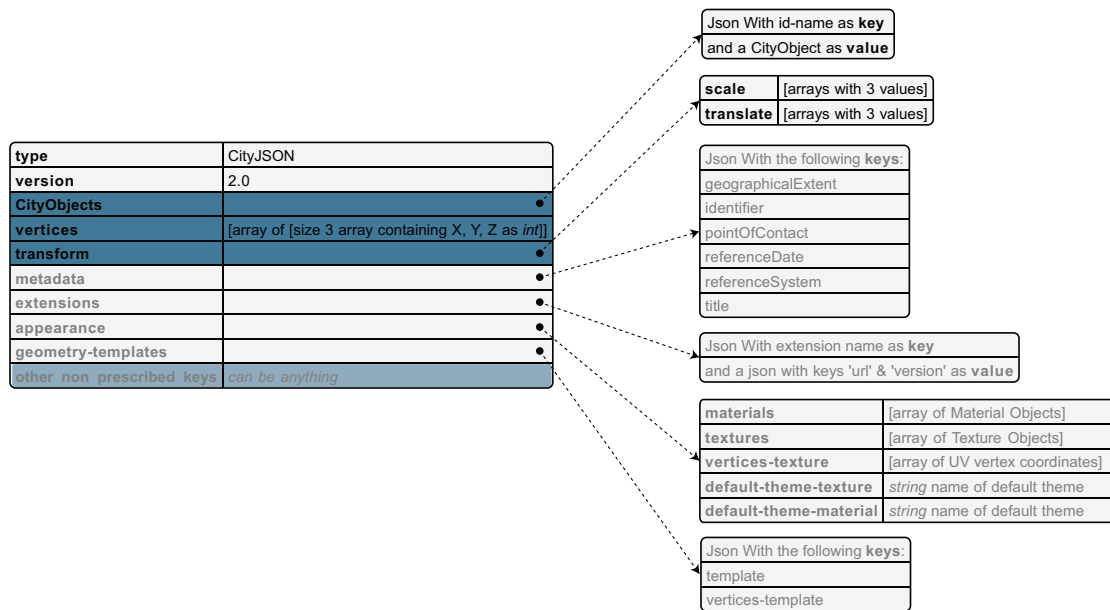 type CityJSON
version 2.0
CityObjects
vertices [array of [size 3 array containing X, Y, Z as int]]
transform
metadata
extensions
appearance
geometry-templates
other non prescribed keys can be anything
Json With id-name as key
and a CityObject as value
scale [arrays with 3 values]
translate [arrays with 3 values]
Json With the following keys:
geographicalExtent
identifier
pointOfContact
referenceDate
referenceSystem
title
Json With extension name as key
and a json with keys 'url' & 'version' as value
materials [array of Material Objects]
textures [array of Texture Objects]
vertices-texture [array of UV vertex coordinates]
default-theme-texture string name of default theme
default-theme-material string name of default theme
Json With the following keys:
template
vertices-template